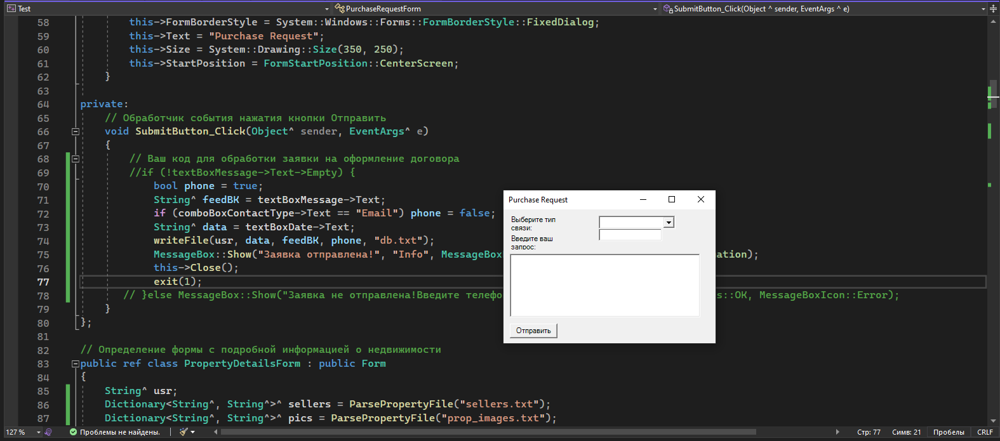 Test PurchaseRequestForm SubmitButton_Click(Object ^ sender, EventArgs ^ e)
58 this->FormBorderStyle = System::Windows::Forms::FormBorderStyle::FixedDialog;
59 this->Text = "Purchase Request";
60 this->Size = System::Drawing::Size(350, 250);
61 this->StartPosition = FormStartPosition::CenterScreen;
62 }
63
64 private:
65 // Обработчик события нажатия кнопки Отправить
66 void SubmitButton_Click(Object^ sender, EventArgs^ e)
67 {
68 // Ваш код для обработки заявки на оформление договора
69 //if (!textBoxMessage->Text->Empty) {
70 bool phone = true;
71 String^ feedBK = textBoxMessage->Text;
72 if (comboBoxContactType->Text == "Email") phone = false;
73 String^ data = textBoxDate->Text;
74 writeFile(usr, data, feedBK, phone, "db.txt");
75 MessageBox::Show("Заявка отправлена!", "Info", MessageBox ation);
76 this->Close();
77 exit(1);
78 // }else MessageBox::Show("Заявка не отправлена!Введите телефо s::OK, MessageBoxIcon::Error);
79 }
80 };
81
82 // Определение формы с подробной информацией о недвижимости
83 public ref class PropertyDetailsForm : public Form
84 {
85 String^ usr;
86 Dictionary<String^, String^>^ sellers = ParsePropertyFile("sellers.txt");
87 Dictionary<String^, String^>^ pics = ParsePropertyFile("prop_images.txt");
Purchase Request
Выберите тип
связи:
Введите ваш
запрос:
Отправить
127 % Проблемы не найдены. Стр: 77 Симв: 21 Пробелы CRLF